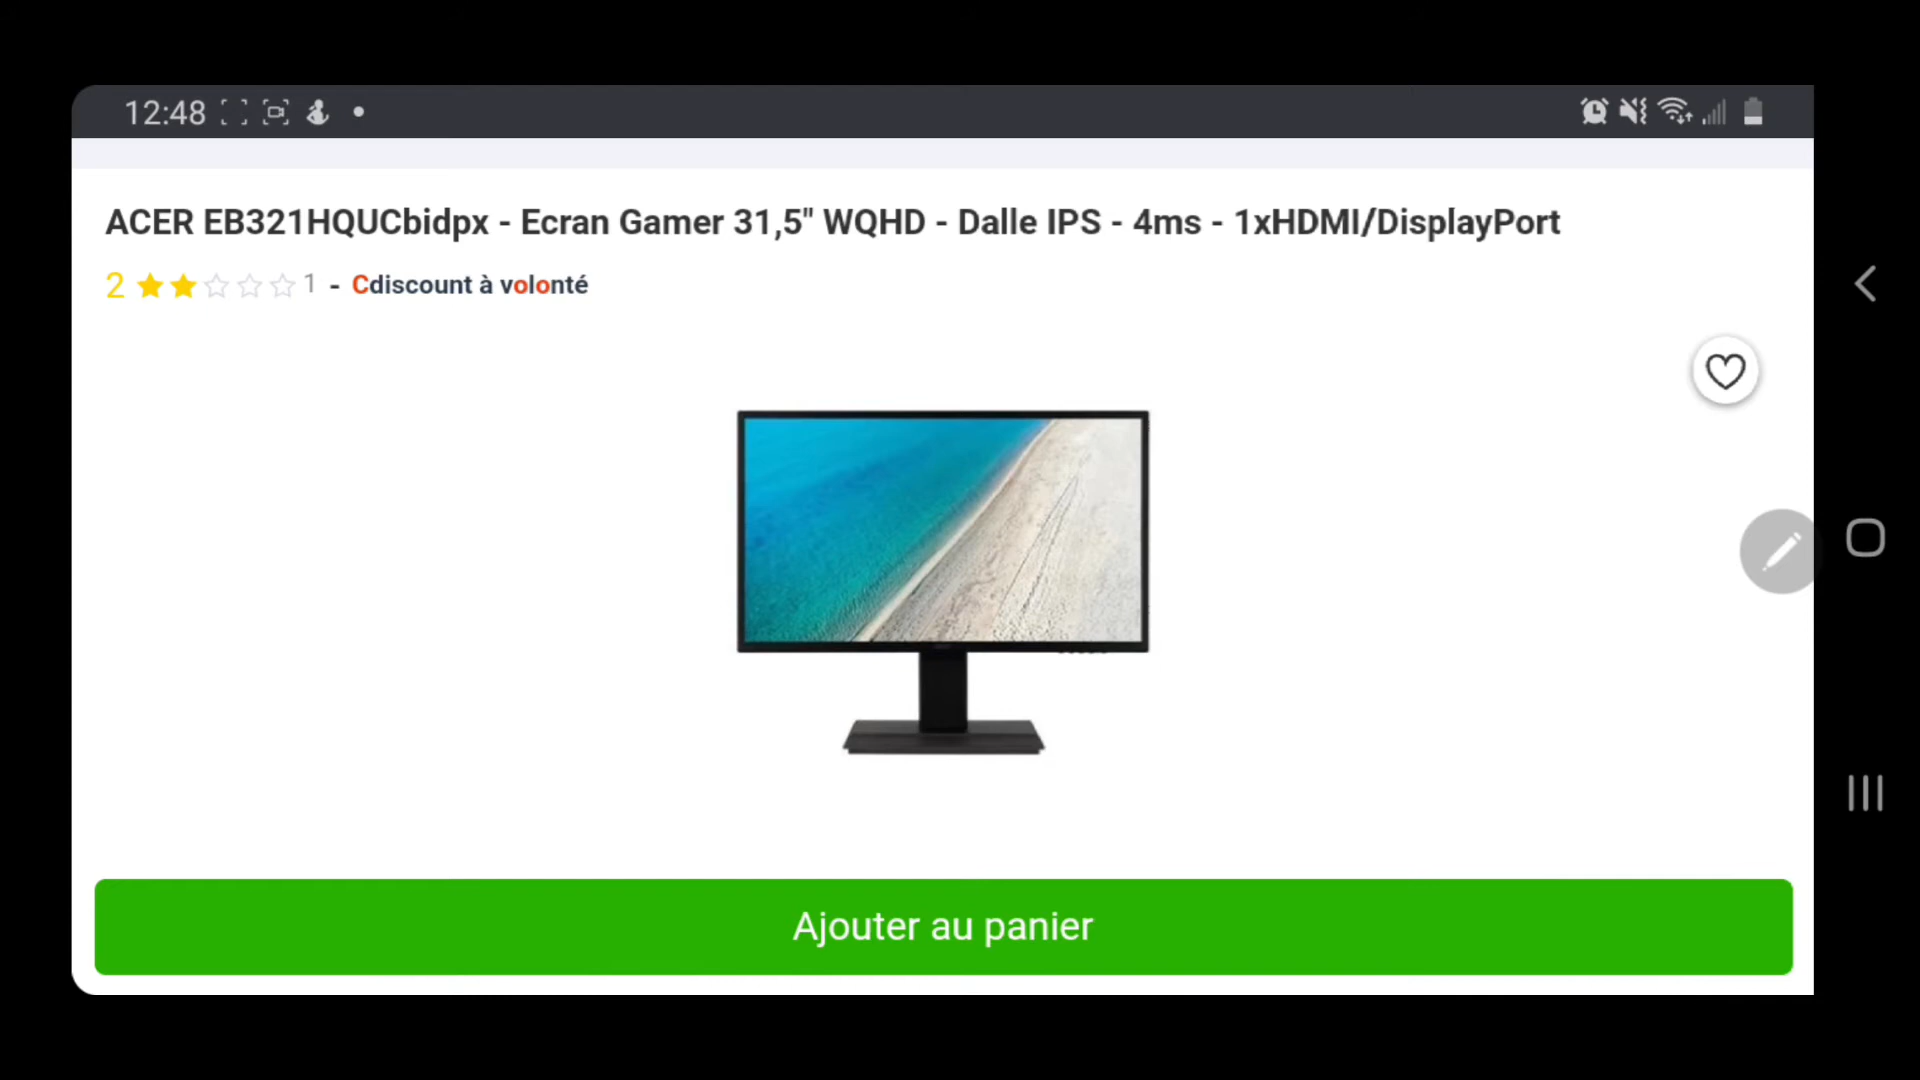 12:48
ACER EB321HQUCbidpx - Ecran Gamer 31,5" WQHD - Dalle IPS - 4ms - 1xHDMI/DisplayPort
2 1 - Cdiscount à volonté
Ajouter au panier